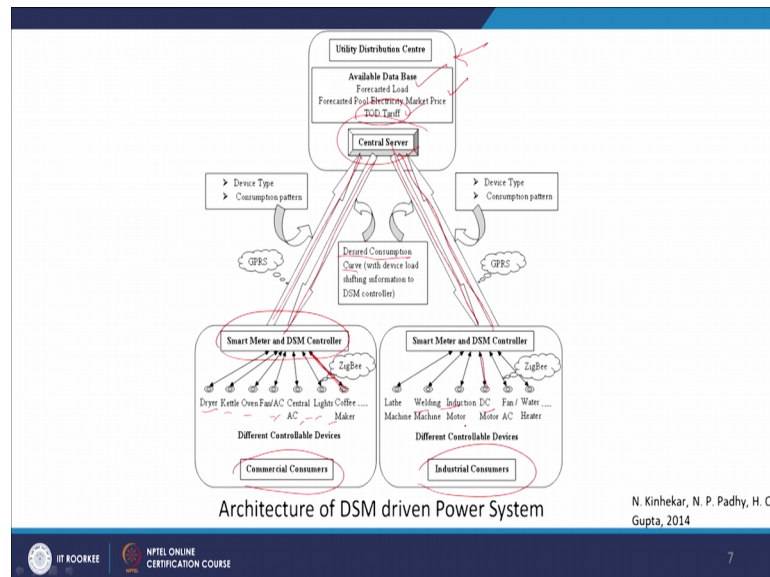 Utility Distribution Centre
Available Data Base
Forecasted Load
Forecasted Pool Electricity Market Price
TOD Tariff
Central Server
➤ Device Type
➤ Consumption pattern
➤ Device Type
➤ Consumption pattern
GPRS
Desired Consumption
Curve (with device load
shifting information to
DSM controller)
GPRS
Smart Meter and DSM Controller
ZigBee
Dryer Kettle Oven Fan/AC Central Lights Coffee ....
AC Maker
Different Controllable Devices
Commercial Consumers
Smart Meter and DSM Controller
ZigBee
Lathe Welding Induction DC Fan/ Water ....
Machine Machine Motor Motor AC Heater
Different Controllable Devices
Industrial Consumers
Architecture of DSM driven Power System
N. Kinhekar, N. P. Padhy, H. O
Gupta, 2014
IIT ROORKEE
NPTEL ONLINE
CERTIFICATION COURSE
7